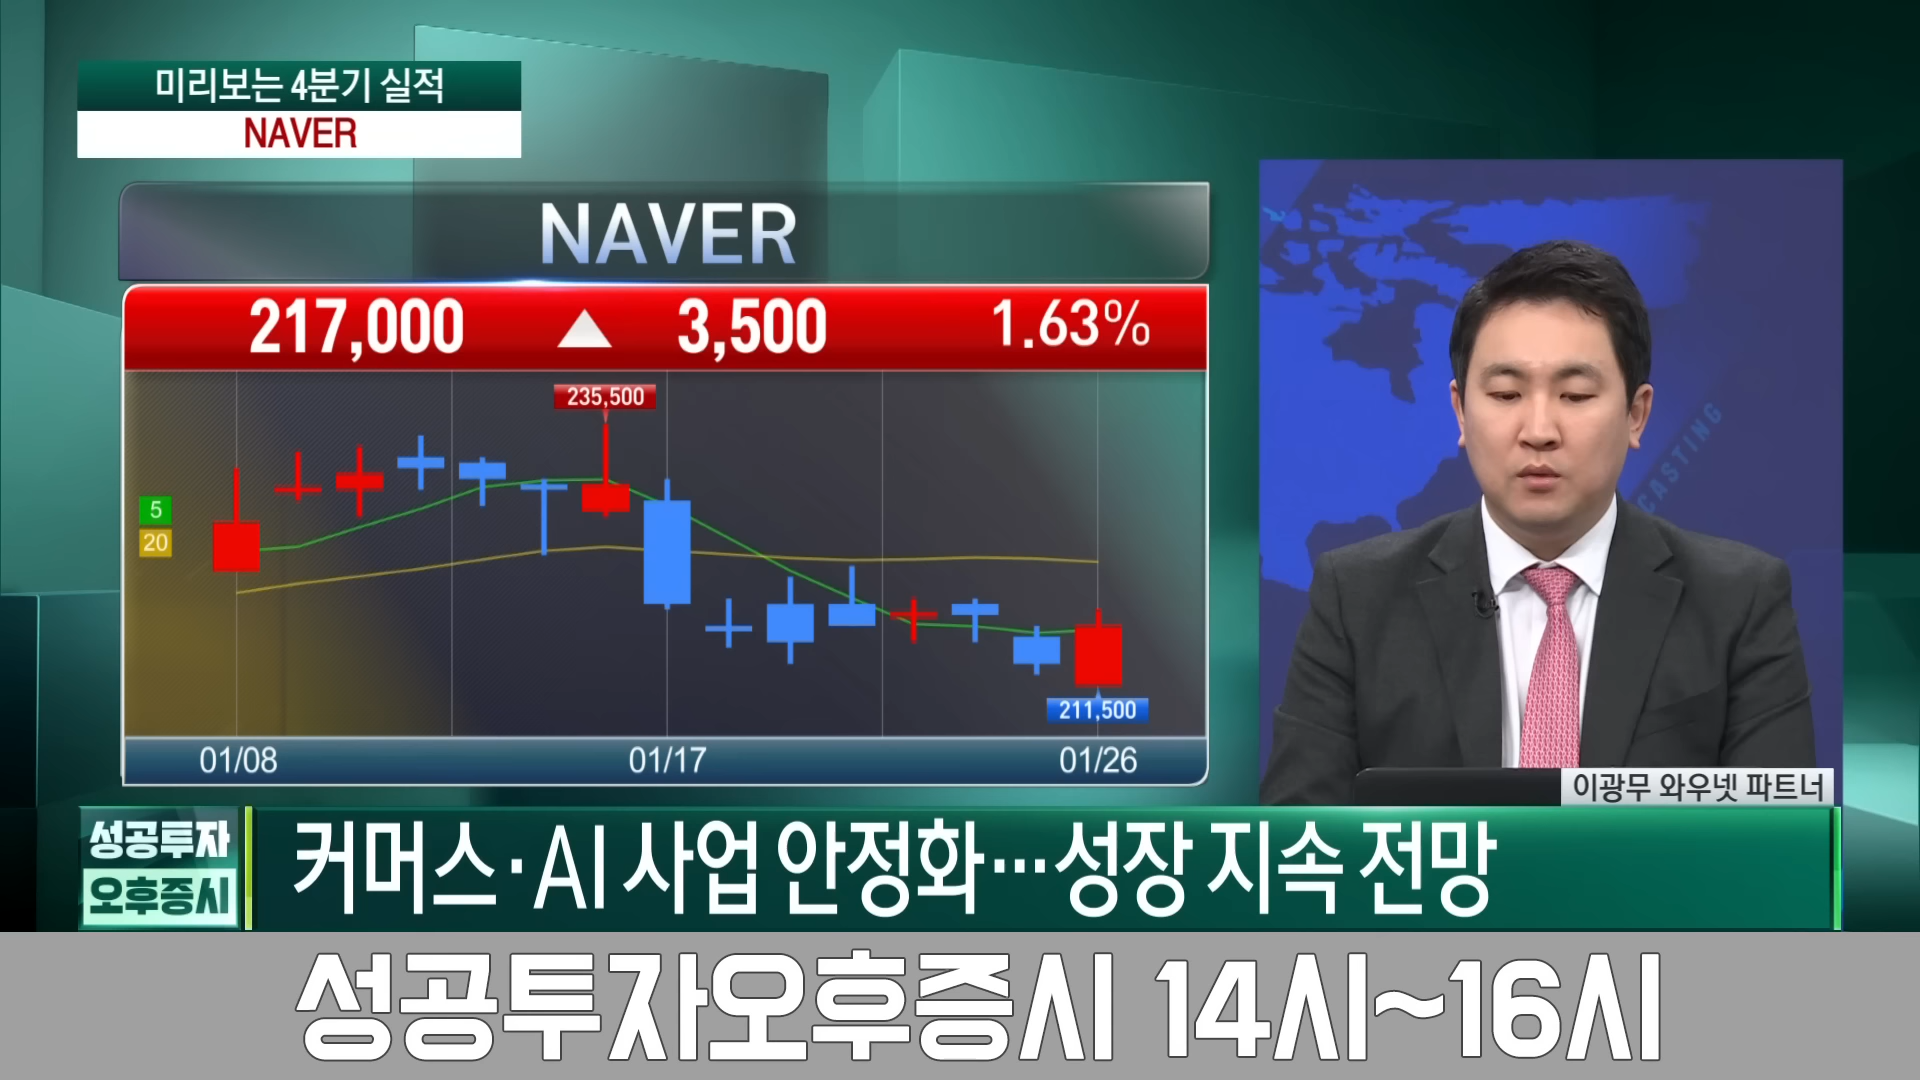 미리보는 4분기 실적
NAVER
NAVER
217,000 ▲ 3,500 1.63%
235,500
5
20
211,500
01/08 01/17 01/26
CASTING
이광무 와우넷 파트너
성공투자
오후증시
커머스·AI 사업 안정화…성장 지속 전망
성공투자오후증시 14시~16시